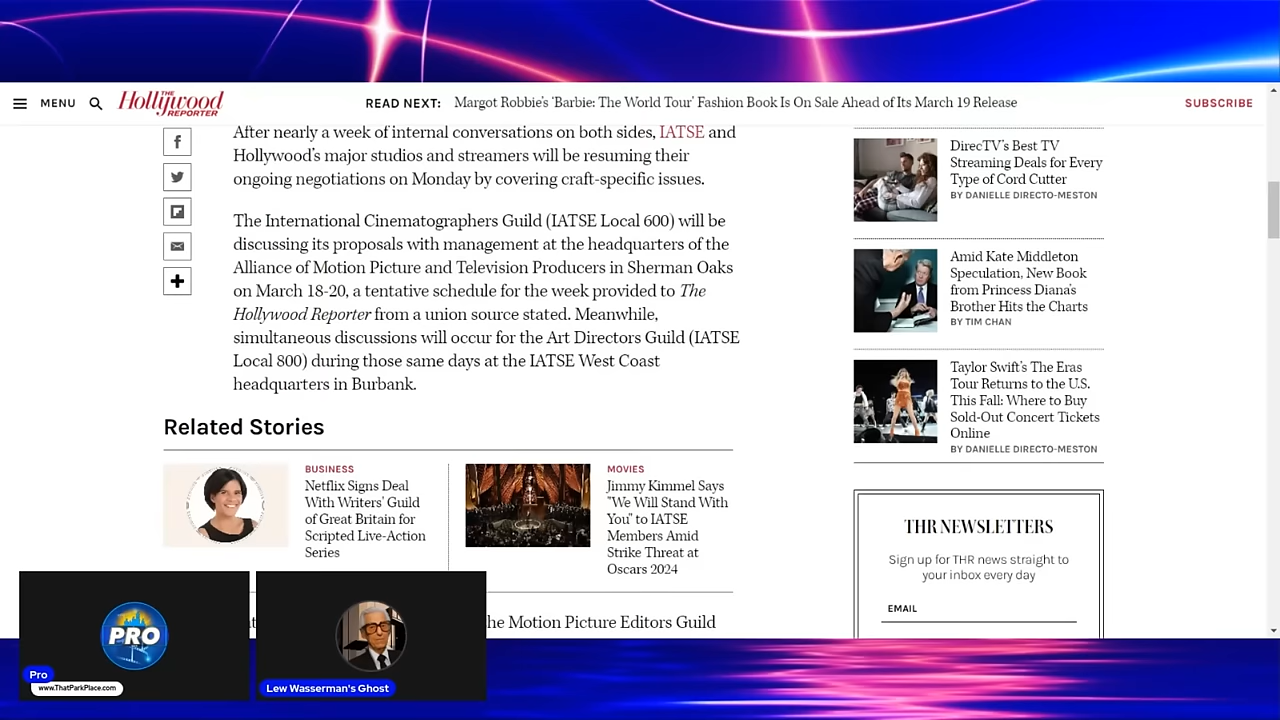 MENU
THE
Hollywood
REPORTER
READ NEXT: Margot Robbie's 'Barbie: The World Tour' Fashion Book Is On Sale Ahead of Its March 19 Release
SUBSCRIBE
After nearly a week of internal conversations on both sides, IATSE and
Hollywood's major studios and streamers will be resuming their
ongoing negotiations on Monday by covering craft-specific issues.
The International Cinematographers Guild (IATSE Local 600) will be
discussing its proposals with management at the headquarters of the
Alliance of Motion Picture and Television Producers in Sherman Oaks
on March 18-20, a tentative schedule for the week provided to The
Hollywood Reporter from a union source stated. Meanwhile,
simultaneous discussions will occur for the Art Directors Guild (IATSE
Local 800) during those same days at the IATSE West Coast
headquarters in Burbank.
Related Stories
BUSINESS
Netflix Signs Deal
With Writers' Guild
of Great Britain for
Scripted Live-Action
Series
MOVIES
Jimmy Kimmel Says
"We Will Stand With
You" to IATSE
Members Amid
Strike Threat at
Oscars 2024
he Motion Picture Editors Guild
DirecTV's Best TV
Streaming Deals for Every
Type of Cord Cutter
BY DANIELLE DIRECTO-MESTON
Amid Kate Middleton
Speculation, New Book
from Princess Diana's
Brother Hits the Charts
BY TIM CHAN
Taylor Swift's The Eras
Tour Returns to the U.S.
This Fall: Where to Buy
Sold-Out Concert Tickets
Online
BY DANIELLE DIRECTO-MESTON
THR NEWSLETTERS
Sign up for THR news straight to
your inbox every day
EMAIL
PRO
Pro
www.ThatParkPlace.com
Lew Wasserman's Ghost